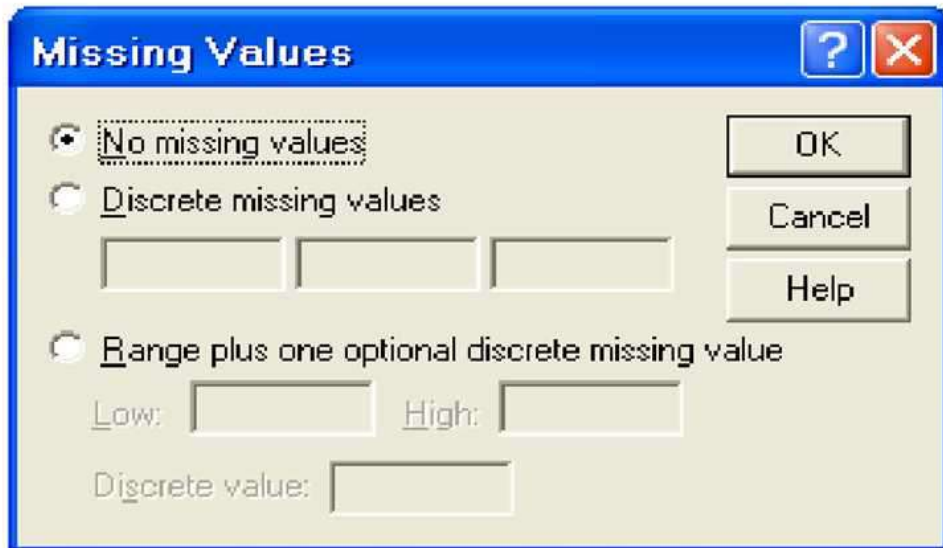 Missing Values
No missing values
OK
Discrete missing values
Cancel
Help
Range plus one optional discrete missing value
Low: High:
Discrete value: